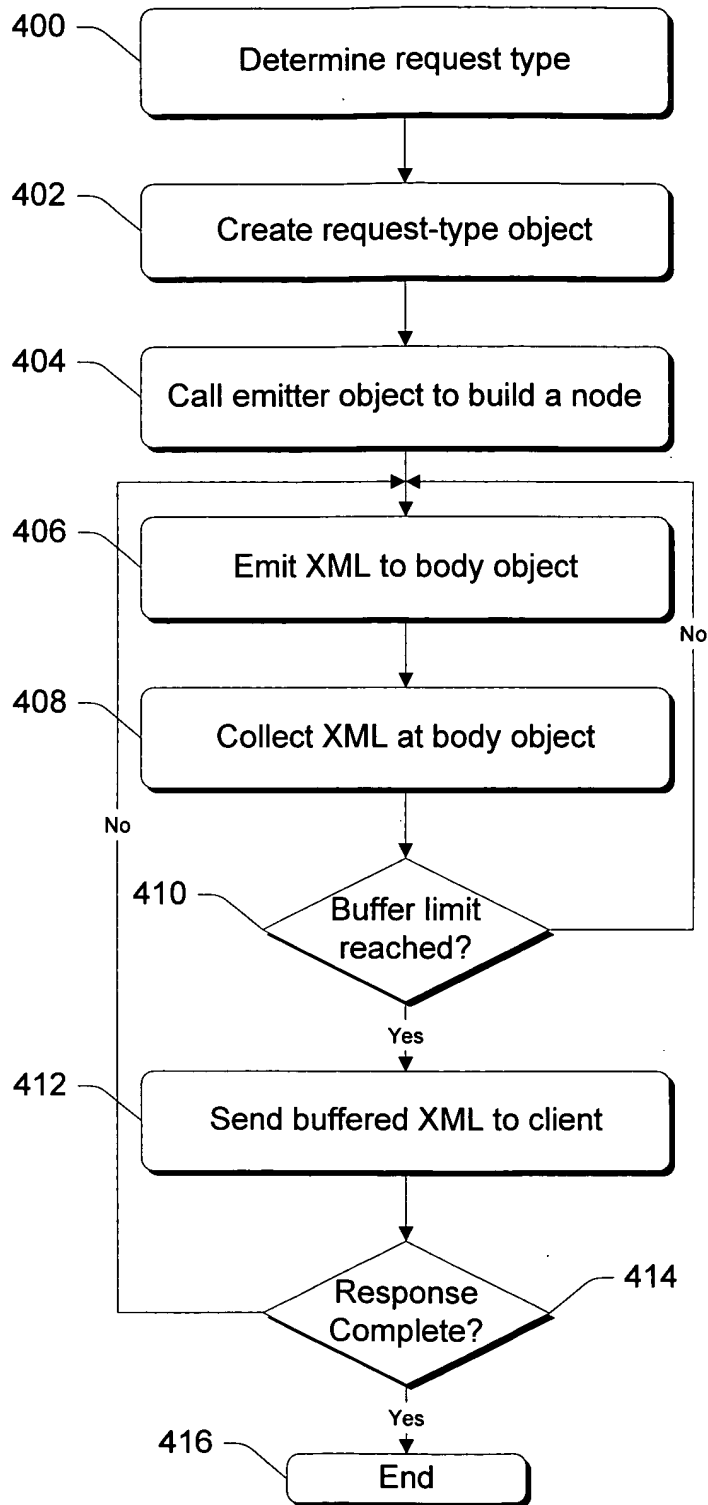 400
Determine request type
402
Create request-type object
404
Call emitter object to build a node
406
Emit XML to body object
No
408
Collect XML at body object
No
410
Buffer limit
reached?
Yes
412
Send buffered XML to client
414
Response
Complete?
Yes
416
End